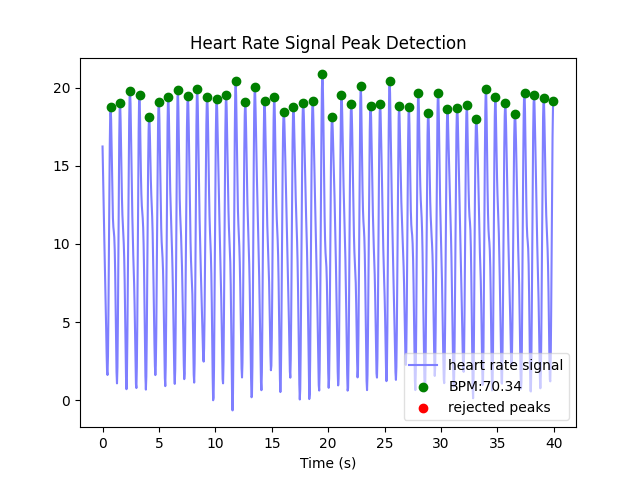 Heart Rate Signal Peak Detection
20
15
10
5
0
heart rate signal
BPM:70.34
rejected peaks
0
5
10
15
20
25
30
35
40
Time (s)